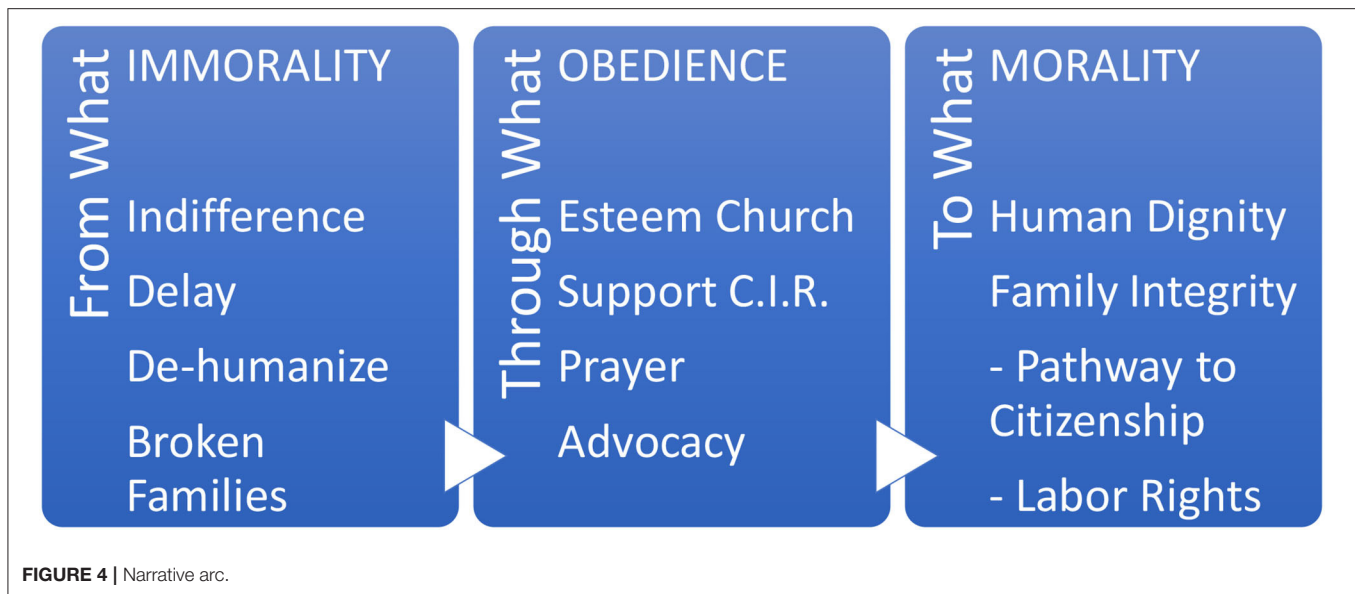 From What
IMMORALITY
Indifference
Delay
De-humanize
Broken
Families
Through What
OBEDIENCE
Esteem Church
Support C.I.R.
Prayer
Advocacy
To What
MORALITY
Human Dignity
Family Integrity
- Pathway to
Citizenship
- Labor Rights
FIGURE 4 | Narrative arc.